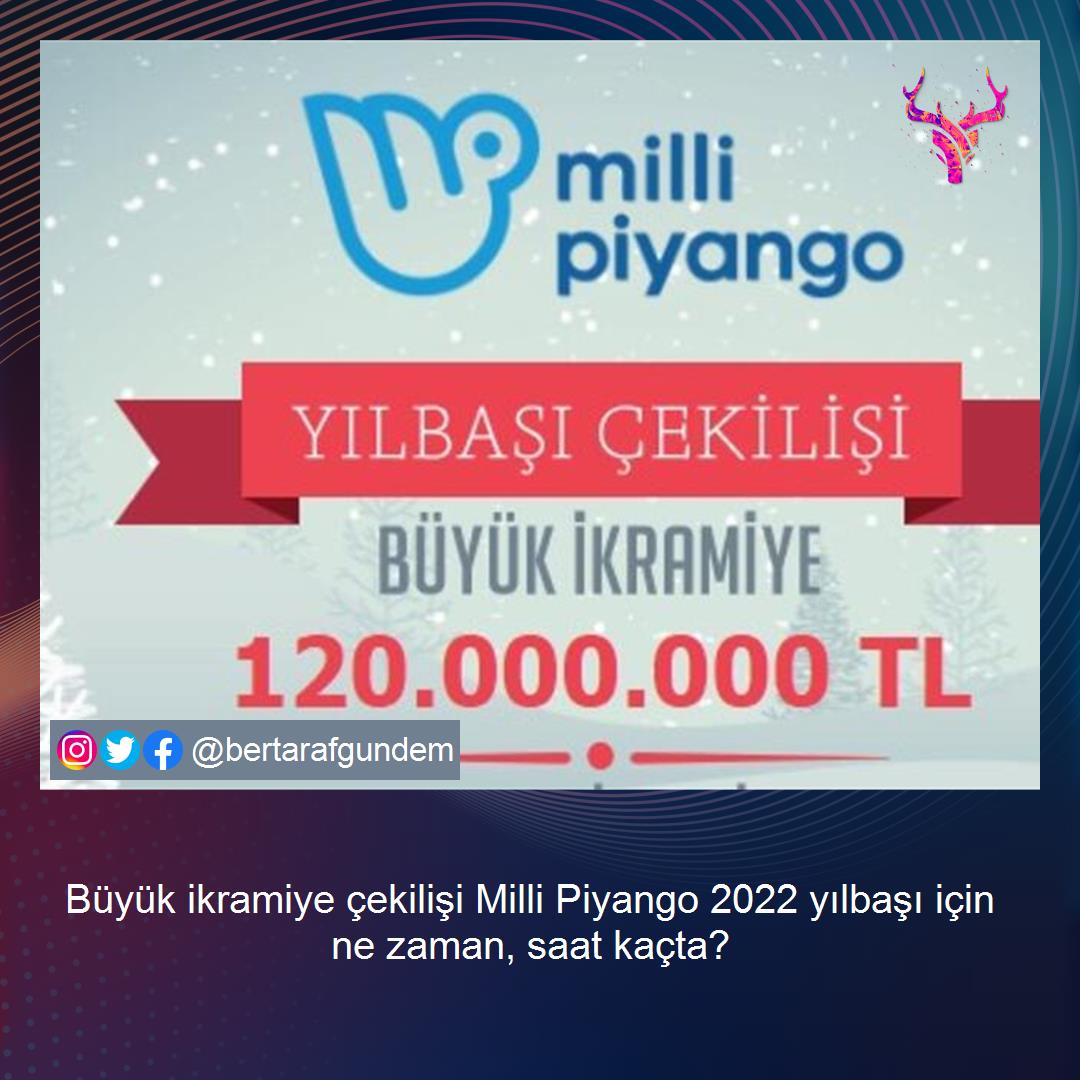 milli
piyango
YILBAŞI ÇEKİLİŞİ
BÜYÜK İKRAMİYE
120.000.000 TL
@bertarafgundem
Büyük ikramiye çekilişi Milli Piyango 2022 yılbaşı için
ne zaman, saat kaçta?